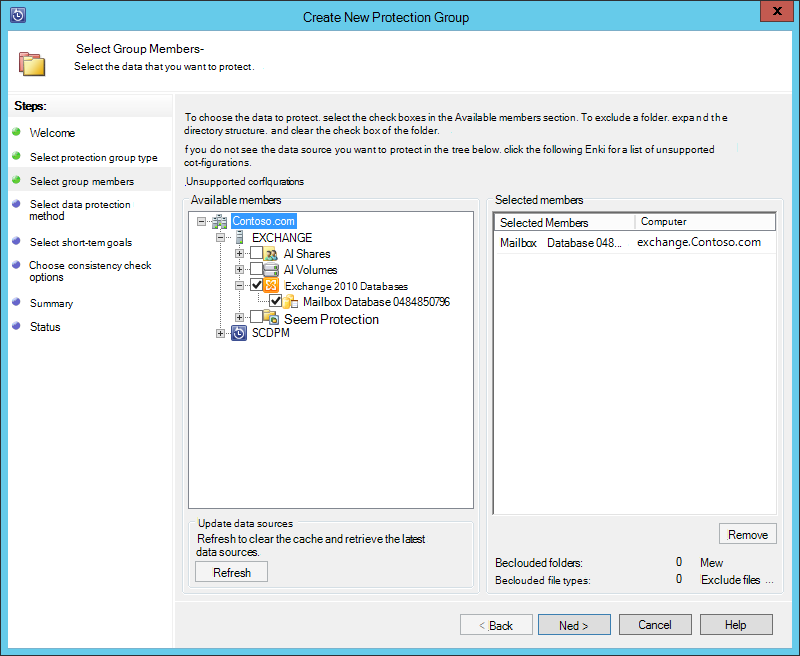 Create New Protection Group
x
Select Group Members-
Select the data that you want to protect.
Steps:
Welcome
Select protection group type
Select group members
Select data protection
method
Select short-tem goals
Choose consistency check
options
Summary
Status
To choose the data to protect. select the check boxes in the Available members section. To exclude a folder. expand the
directory structure. and clear the check box of the folder.
fyou do not see the data source you want to protect in the tree below. click the following Enki for a list of unsupported
cot-figurations.
.Unsupported corflqurations
Available members
Contoso.com
EXCHANGE
AI Shares
AI Volumes
Exchange 2010 Databases
Mailbox Database 0484850796
Seem Protection
SCDPM
Update data sources
Refresh to clear the cache and retrieve the latest
data sources.
Refresh
Selected members
Selected Members Computer
Mailbox Database 048... exchange.Contoso.com
Remove
Beclouded folders: 0 Mew
Beclouded file types: 0 Exclude files ...
< Back
Ned >
Cancel
Help